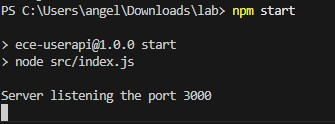 PS C:\Users\angel\Downloads\lab> npm start
> ece-userapi@1.0.0 start
> node src/index.js
Server listening the port 3000